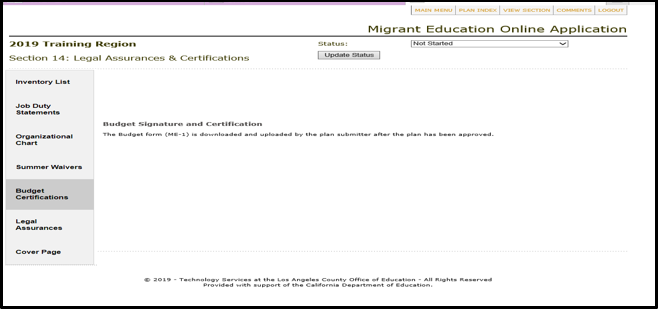 MAIN MENU | PLAN INDEX | VIEW SECTION | COMMENTS | LOGOUT
Migrant Education Online Application
2019 Training Region
Status:
Not Started
Section 14: Legal Assurances & Certifications
Update Status
Inventory List
Job Duty
Statements
Organizational
Chart
Summer Waivers
Budget
Certifications
Legal
Assurances
Cover Page
Budget Signature and Certification
The Budget form (ME-1) is downloaded and uploaded by the plan submitter after the plan has been approved.
© 2019 - Technology Services at the Los Angeles County Office of Education - All Rights Reserved
Provided with support of the California Department of Education.